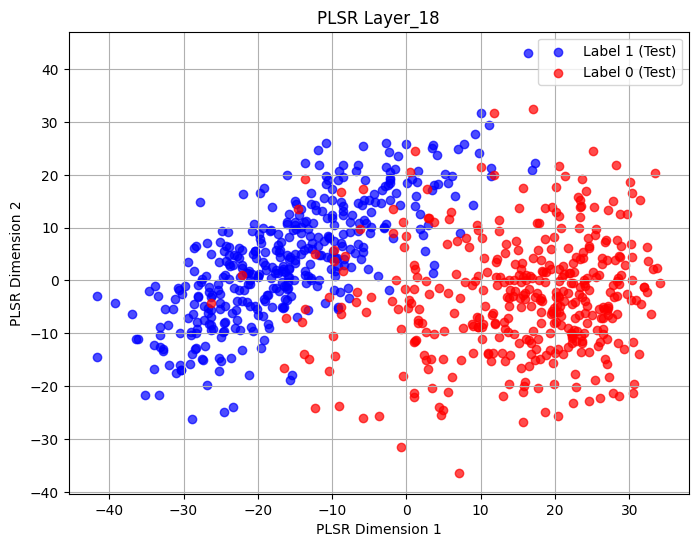 PLSR Layer_18
Label 1 (Test)
Label 0 (Test)
PLSR Dimension 2
40
30
20
10
0
−10
−20
−30
−40
−40 −30 −20 −10 0 10 20 30
PLSR Dimension 1